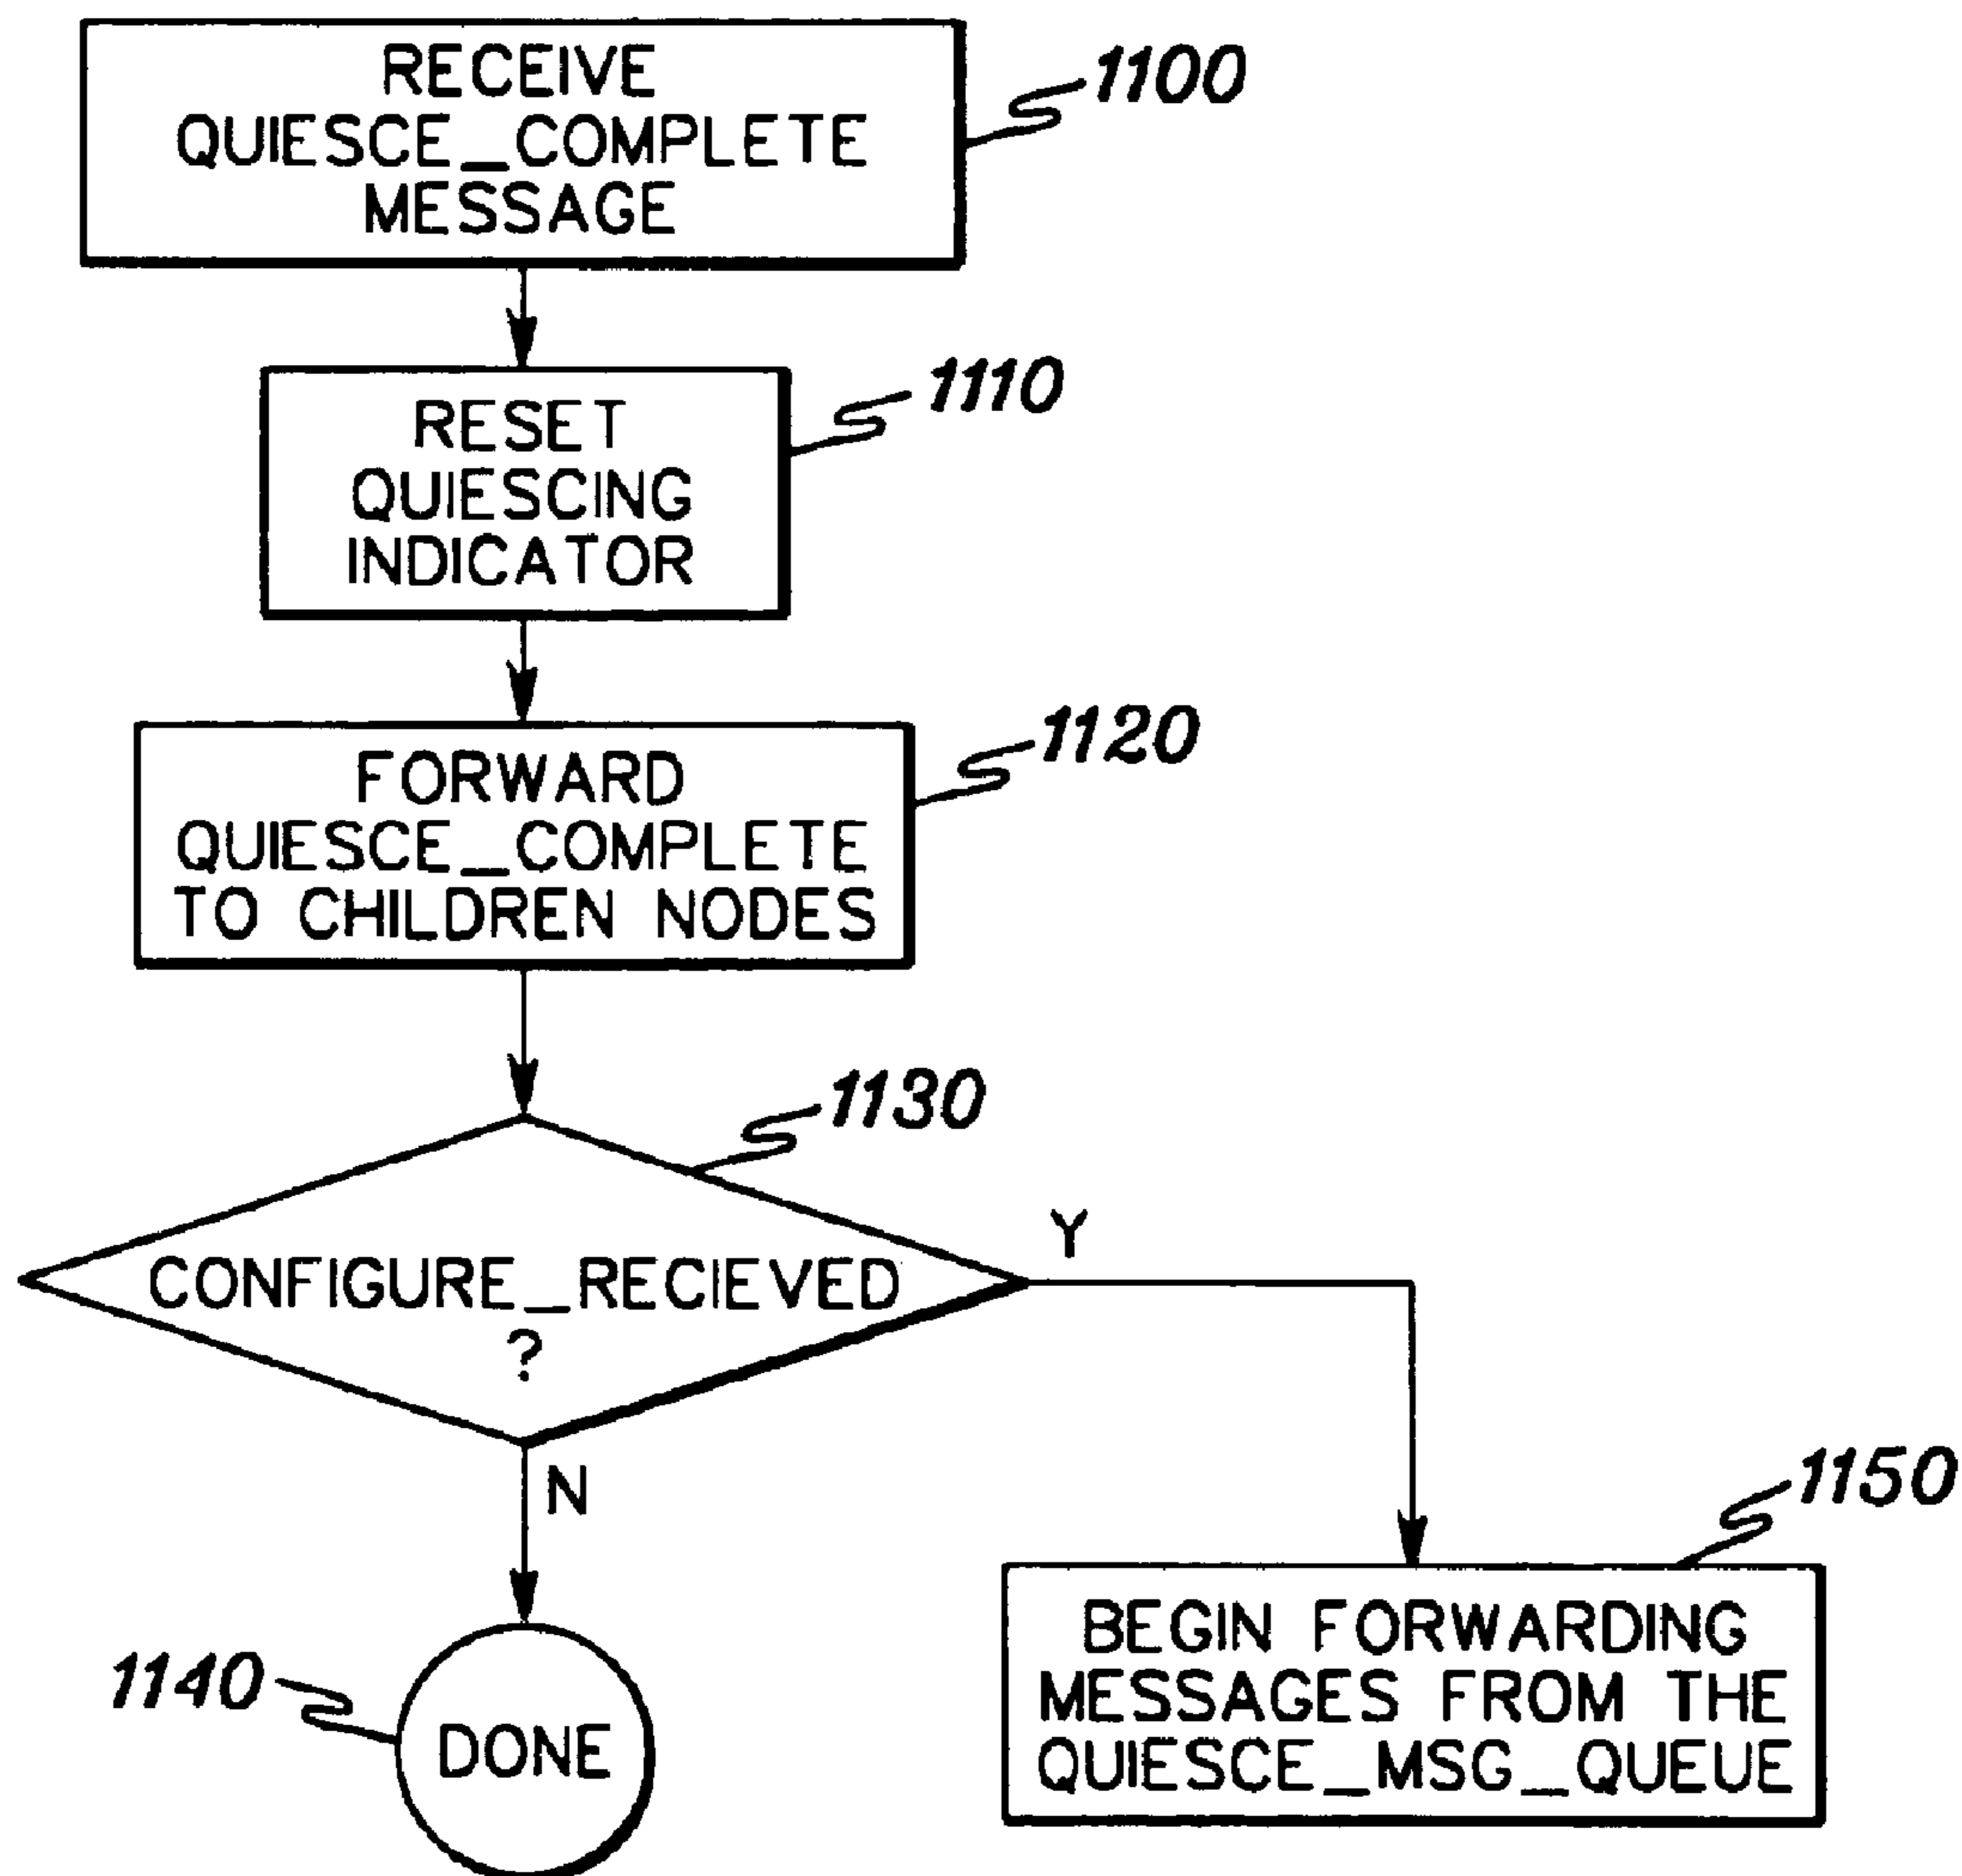 RECEIVE
QUIESCE_COMPLETE
MESSAGE
1100
RESET
QUIESCING
INDICATOR
1110
FORWARD
QUIESCE_COMPLETE
TO CHILDREN NODES
1120
1130
CONFIGURE_RECIEVED
?
Y
N
1140
DONE
1150
BEGIN FORWARDING
MESSAGES FROM THE
QUIESCE_MSG_QUEUE